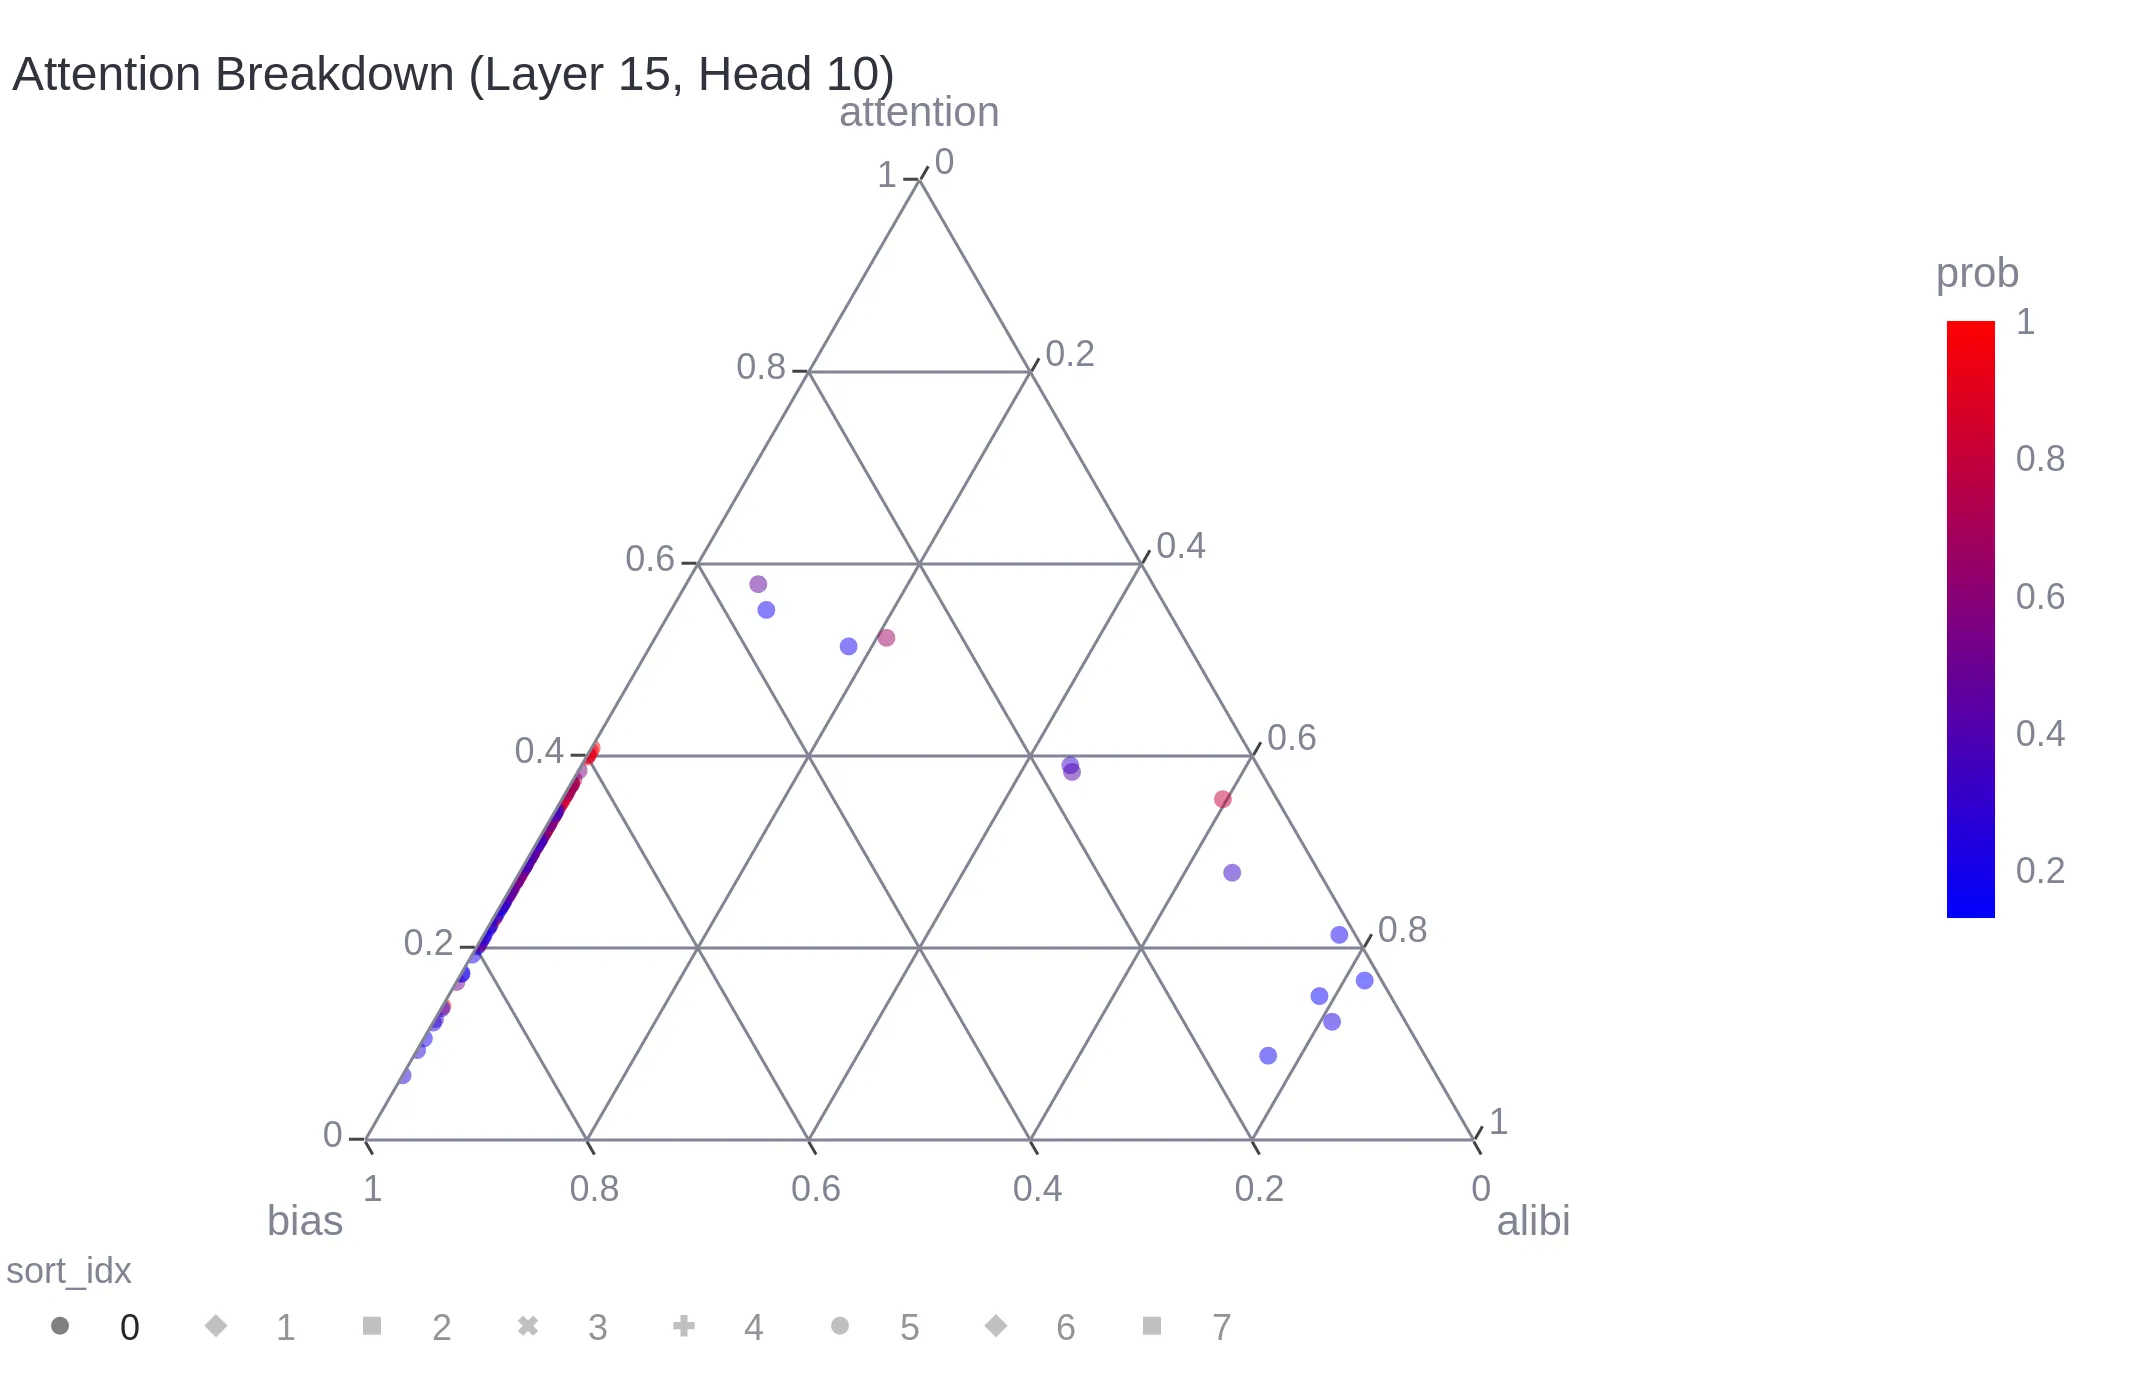 Attention Breakdown (Layer 15, Head 10)
attention
1 0
prob
1
0.8 0.2
0.8
0.6 0.4
0.6
0.4 0.6
0.4
0.2 0.8
0.2
0 1
1 0.8 0.6 0.4 0.2 0
bias alibi
sort_idx
0 1 2 3 4 5 6 7